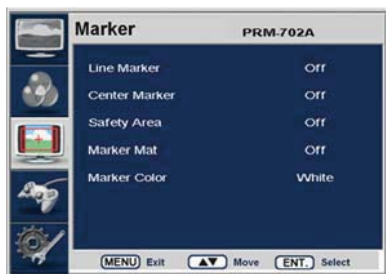 Marker PRM-702A
Line Marker Off
Center Marker Off
Safety Area Off
Marker Mat Off
Marker Color White
MENU Exit ▲▼ Move ENT. Select